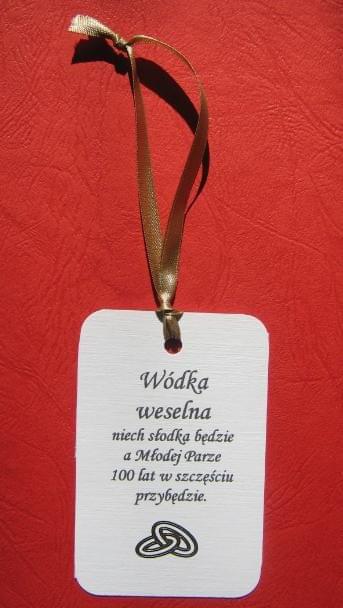 Wódka
weselna
niech słodka będzie
a Młodej Parze
100 lat w szczęściu
przybędzie.